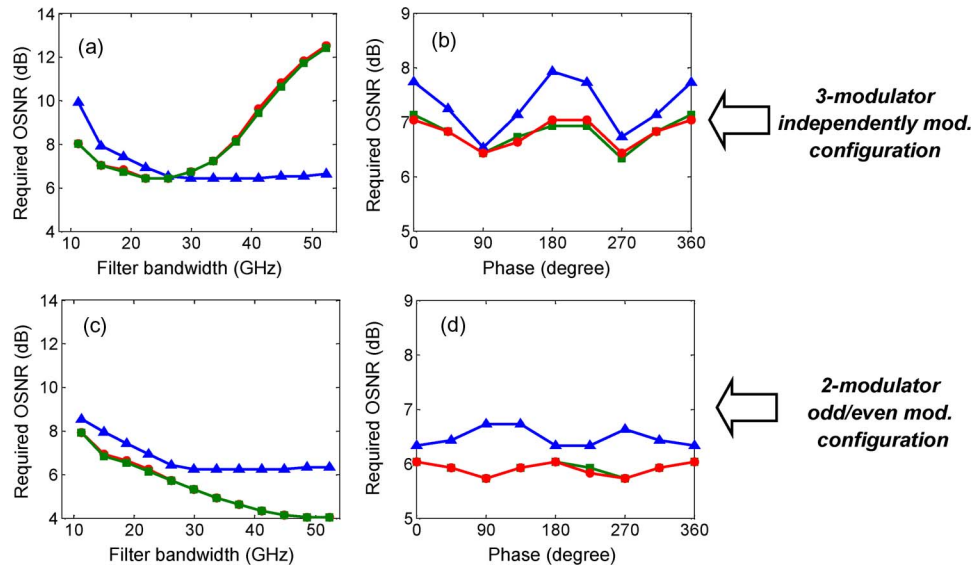 14
12
10
8
6
4
Required OSNR (dB)
(a)
10 20 30 40 50
Filter bandwidth (GHz)
9
8
7
6
5
Required OSNR (dB)
(b)
0 90 180 270 360
Phase (degree)
3-modulator
independently mod.
configuration
14
12
10
8
6
4
Required OSNR (dB)
(c)
10 20 30 40 50
Filter bandwidth (GHz)
9
8
7
6
5
Required OSNR (dB)
(d)
0 90 180 270 360
Phase (degree)
2-modulator
odd/even mod.
configuration